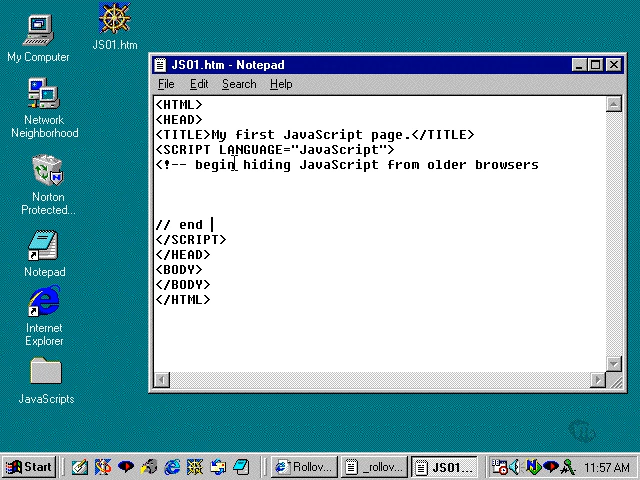 My Computer
JS01.htm
Network
Neighborhood
Norton
Protected...
Notepad
Internet
Explorer
JavaScripts
JS01.htm - Notepad
File Edit Search Help
<HTML>
<HEAD>
<TITLE>My first JavaScript page.</TITLE>
<SCRIPT LANGUAGE="JavaScript">
<!-- begin hiding JavaScript from older browsers
// end
</SCRIPT>
</HEAD>
<BODY>
</BODY>
</HTML>
Start
Rollov...
_rollov...
JS01...
11:57 AM